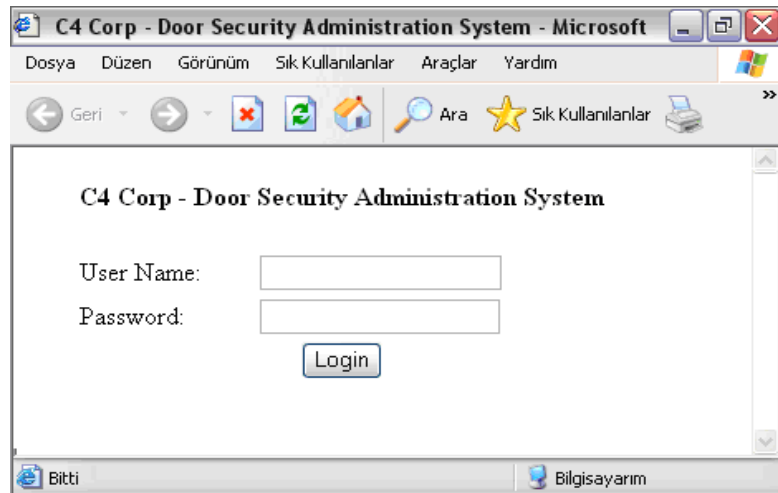 C4 Corp - Door Security Administration System - Microsoft
Dosya Düzen Görünüm Sık Kullanılanlar Araçlar Yardım
Geri Ara Sık Kullanılanlar »
C4 Corp - Door Security Administration System
User Name:
Password:
Login
Bitti Bilgisayarım